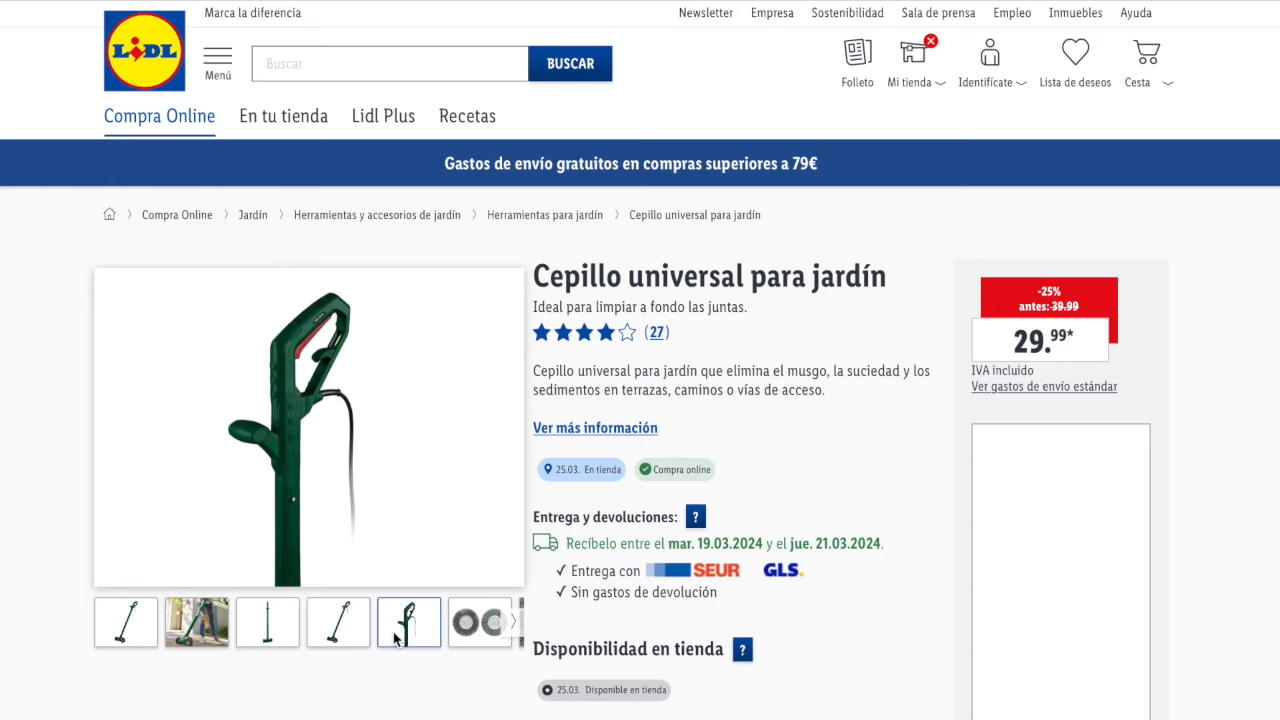 Marca la diferencia
Newsletter Empresa Sostenibilidad Sala de prensa Empleo Inmuebles Ayuda
LIDL
Menú
Buscar
BUSCAR
Folleto Mi tienda Identifícate Lista de deseos Cesta
Compra Online En tu tienda Lidl Plus Recetas
Gastos de envío gratuitos en compras superiores a 79€
Compra Online Jardín Herramientas y accesorios de jardín Herramientas para jardín Cepillo universal para jardín
Cepillo universal para jardín
Ideal para limpiar a fondo las juntas.
(27)
Cepillo universal para jardín que elimina el musgo, la suciedad y los
sedimentos en terrazas, caminos o vías de acceso.
Ver más información
25.03. En tienda Compra online
Entrega y devoluciones: ?
Recíbelo entre el mar. 19.03.2024 y el jue. 21.03.2024.
✓ Entrega con SEUR GLS.
✓ Sin gastos de devolución
Disponibilidad en tienda ?
25.03. Disponible en tienda
-25%
antes: 39.99
29.99*
IVA incluido
Ver gastos de envío estándar